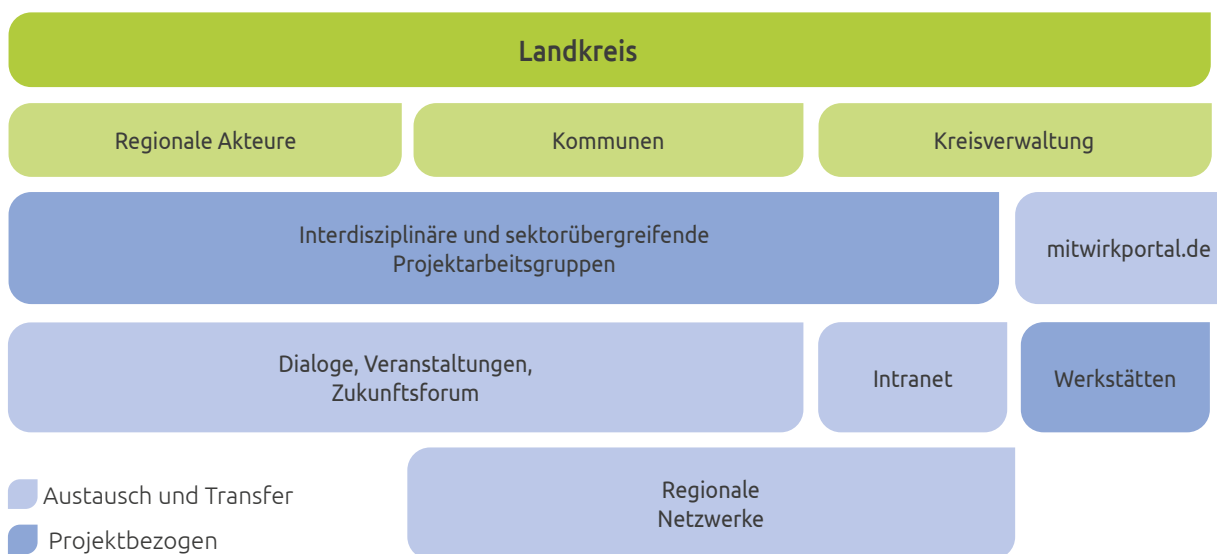 Landkreis
Regionale Akteure
Kommunen
Kreisverwaltung
Interdisziplinäre und sektorübergreifende
Projektarbeitsgruppen
mitwirkportal.de
Dialoge, Veranstaltungen,
Zukunftsforum
Intranet
Werkstätten
Regionale
Netzwerke
Austausch und Transfer
Projektbezogen